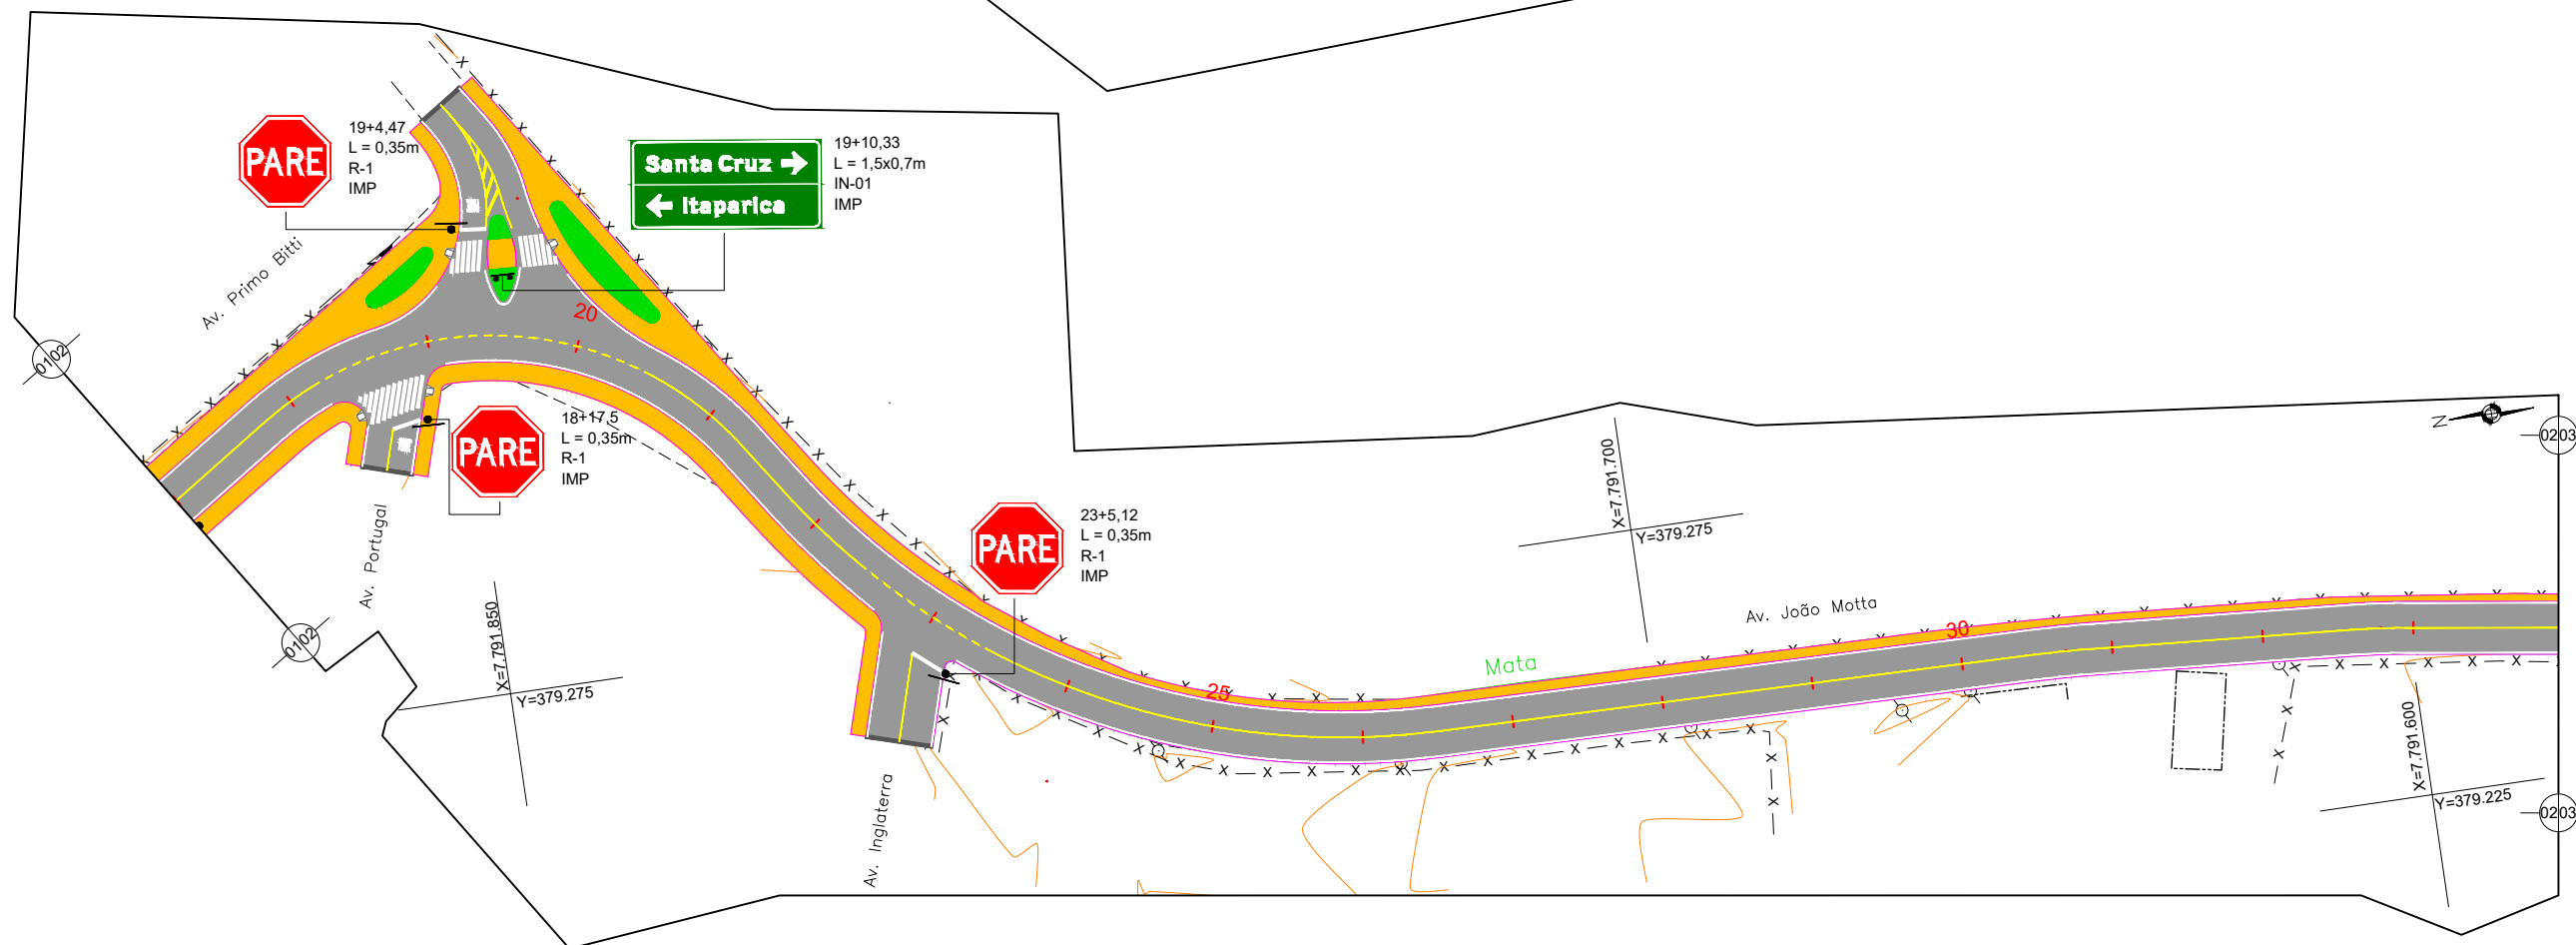 PARE
19+4,47
L = 0,35m
R-1
IMP
Santa Cruz →
← Itaparica
19+10,33
L = 1,5x0,7m
IN-01
IMP
Av. Primo Bitti
20
0102
PARE
18+17,5
L = 0,35m
R-1
IMP
Av. Portugal
0102
X=7.791.850
Y=379.275
PARE
23+5,12
L = 0,35m
R-1
IMP
Av. Inglaterra
25
X=7.791.700
Y=379.275
Mata
Av. João Motta
30
N
0203
X=7.791.600
Y=379.225
0203